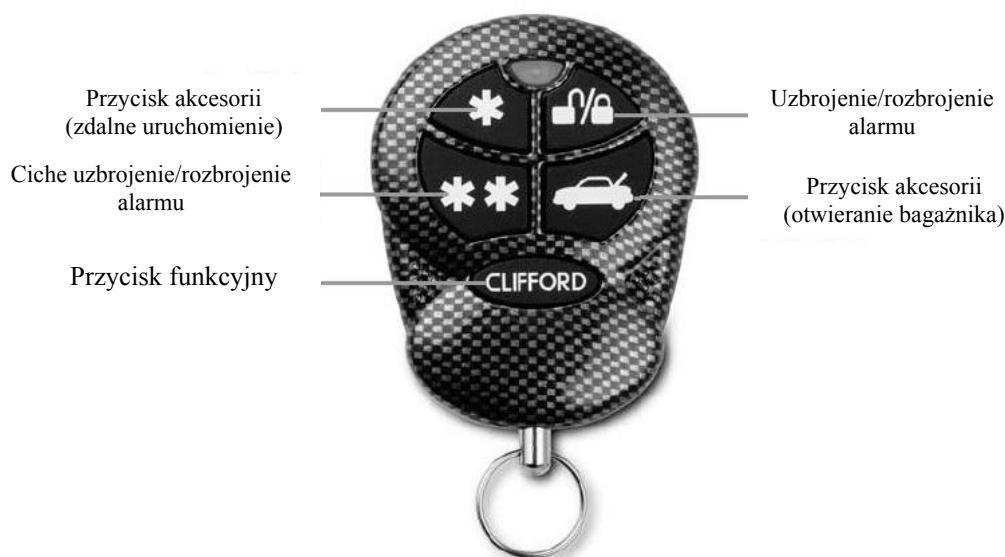 Przycisk akcesorii
(zdalne uruchomienie)
Ciche uzbrojenie/rozbrojenie
alarmu
Przycisk funkcyjny
Uzbrojenie/rozbrojenie
alarmu
Przycisk akcesorii
(otwieranie bagażnika)
CLIFFORD